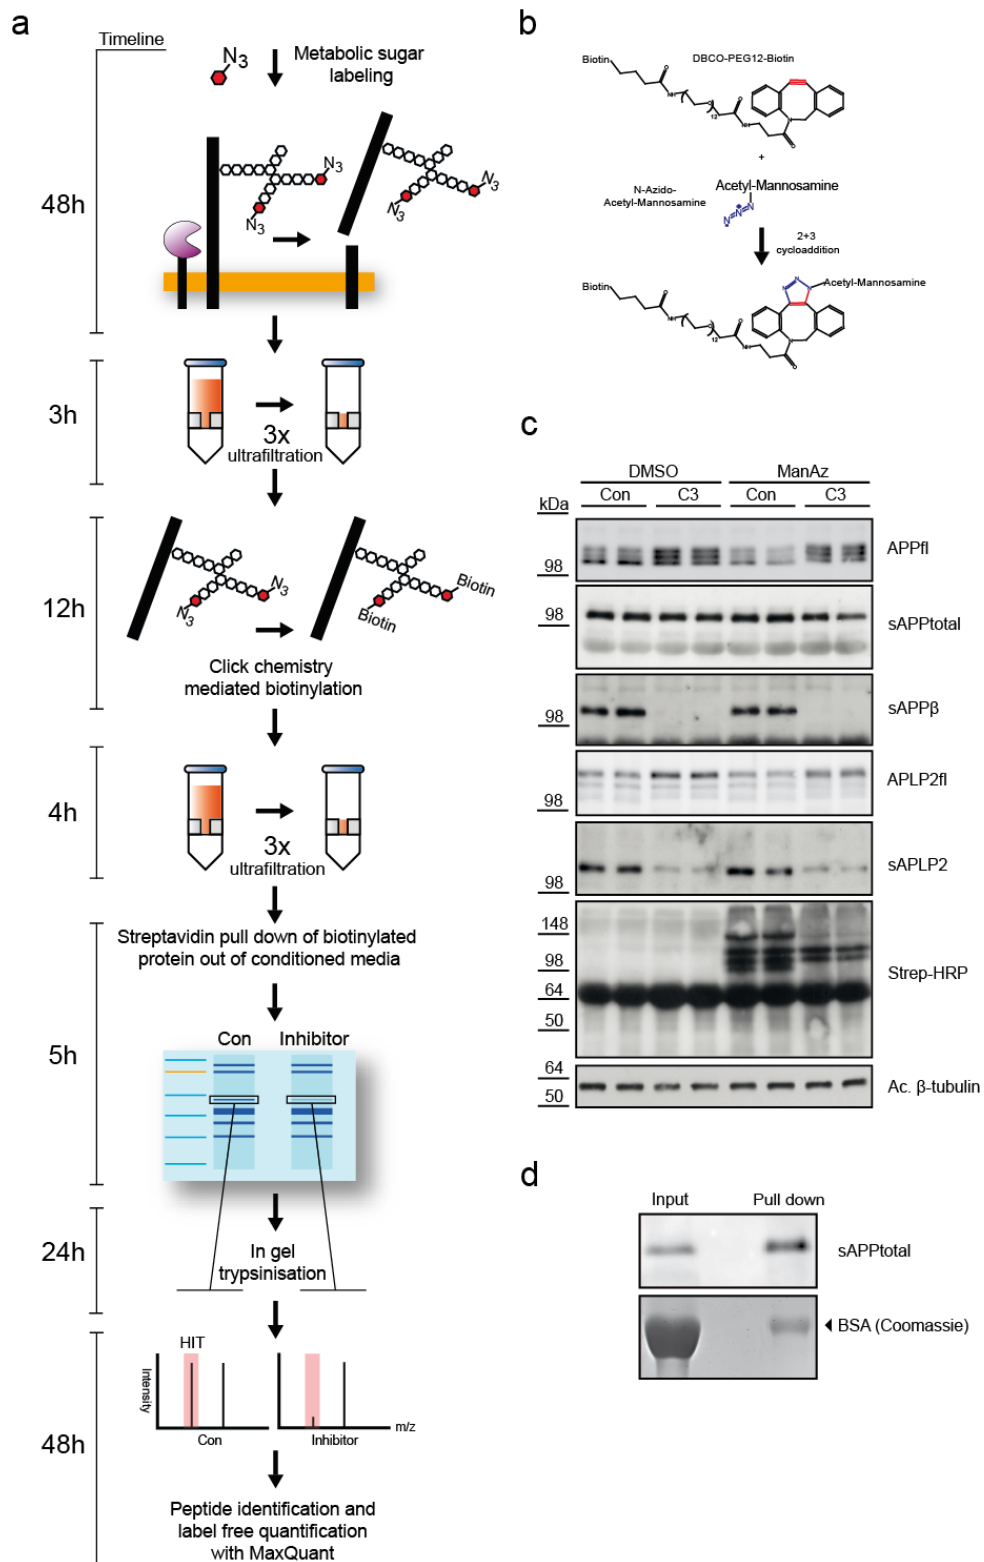 a
Timeline
N3
Metabolic sugar
labeling
48h
N3
N3
N3
N3
3h
3x
ultrafiltration
12h
N3
N3
Biotin
Biotin
Click chemistry
mediated biotinylation
4h
3x
ultrafiltration
Streptavidin pull down of biotinylated
protein out of conditioned media
5h
Con
Inhibitor
24h
In gel
trypsinisation
48h
HIT
Intensity
m/z
Con
Inhibitor
Peptide identification and
label free quantification
with MaxQuant
b
Biotin
DBCO-PEG12-Biotin
O
NH
O
12
O
NH
N
O
+
N-Azido-
Acetyl-Mannosamine
Acetyl-Mannosamine
N
N
N
2+3
cycloaddition
Biotin
O
NH
O
12
O
NH
N
O
N
N
N
Acetyl-Mannosamine
c
DMSO
ManAz
kDa
Con
C3
Con
C3
98
APPfl
98
sAPPtotal
98
sAPPβ
98
APLP2fl
98
sAPLP2
148
98
64
50
Strep-HRP
64
50
Ac. β-tubulin
d
Input
Pull down
sAPPtotal
BSA (Coomassie)